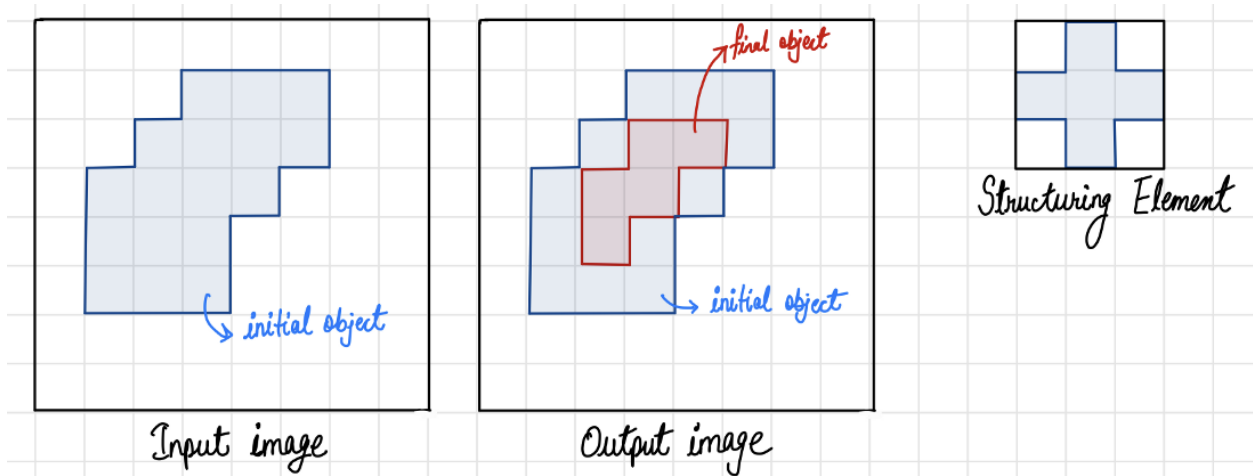 final object
initial object
initial object
Structuring Element
Input image
Output image